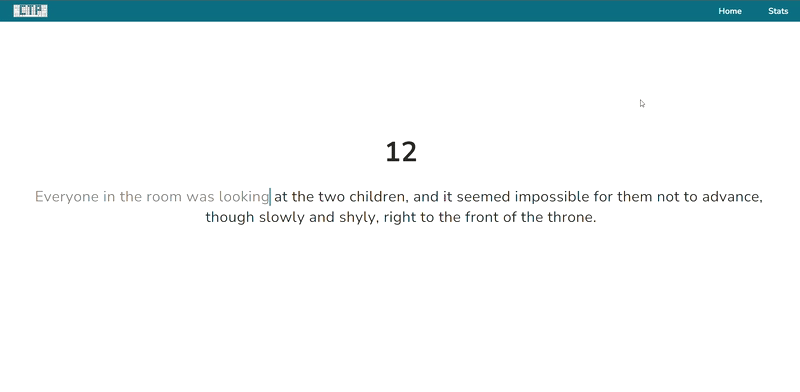 CTP
Home
Stats
12
Everyone in the room was looking at the two children, and it seemed impossible for them not to advance,
though slowly and shyly, right to the front of the throne.